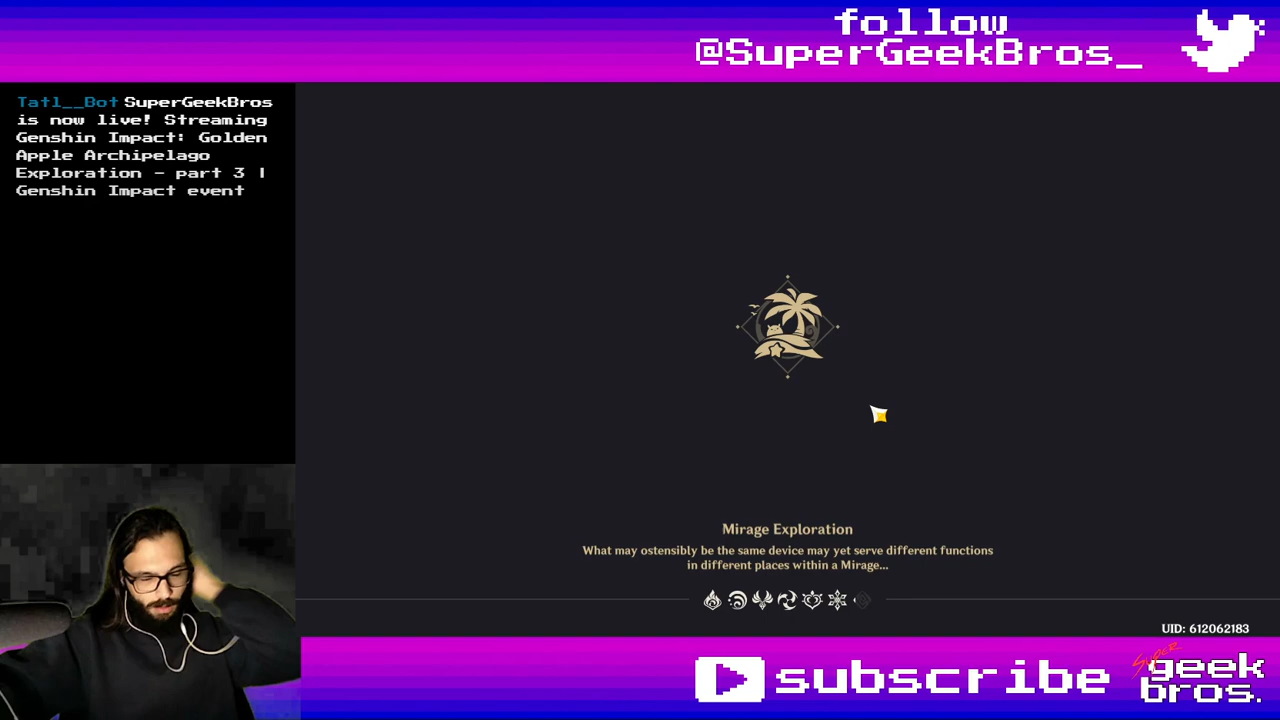 follow
@SuperGeekBros_
Tatl__Bot SuperGeekBros
is now live! Streaming
Genshin Impact: Golden
Apple Archipelago
Exploration - part 3 |
Genshin Impact event
Mirage Exploration
What may ostensibly be the same device may yet serve different functions
in different places within a Mirage...
UID: 612062183
subscribe
super
geek
bros.